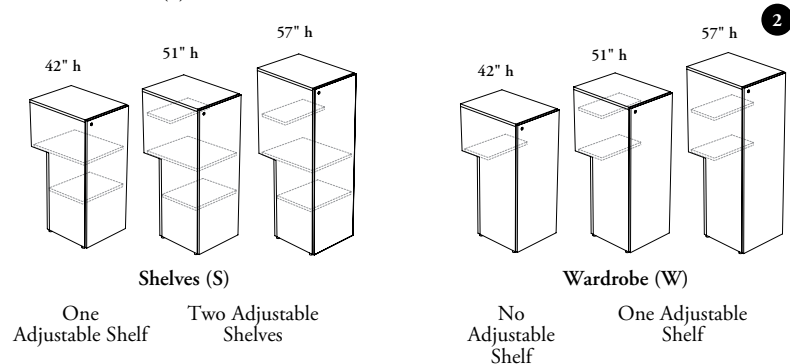 57" h
51" h
42" h
57" h
51" h
42" h
2
Shelves (S)
Wardrobe (W)
One
Adjustable Shelf
Two Adjustable
Shelves
No
Adjustable
Shelf
One Adjustable
Shelf